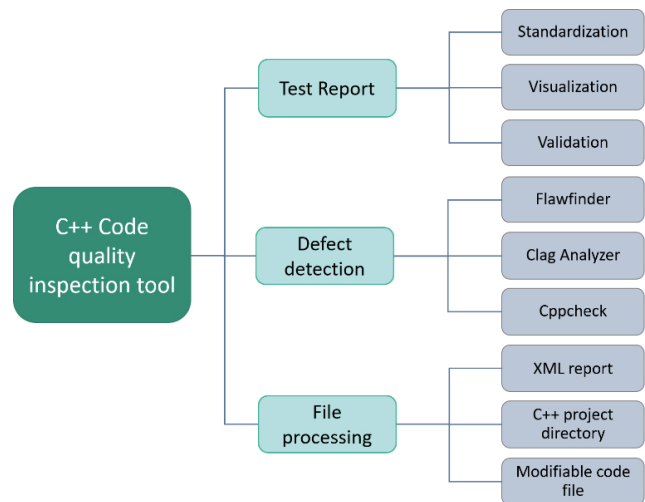 Standardization
Test Report
Visualization
Validation
C++ Code
quality
inspection tool
Flawfinder
Defect
detection
Clag Analyzer
Cppcheck
XML report
File
processing
C++ project
directory
Modifiable code
file